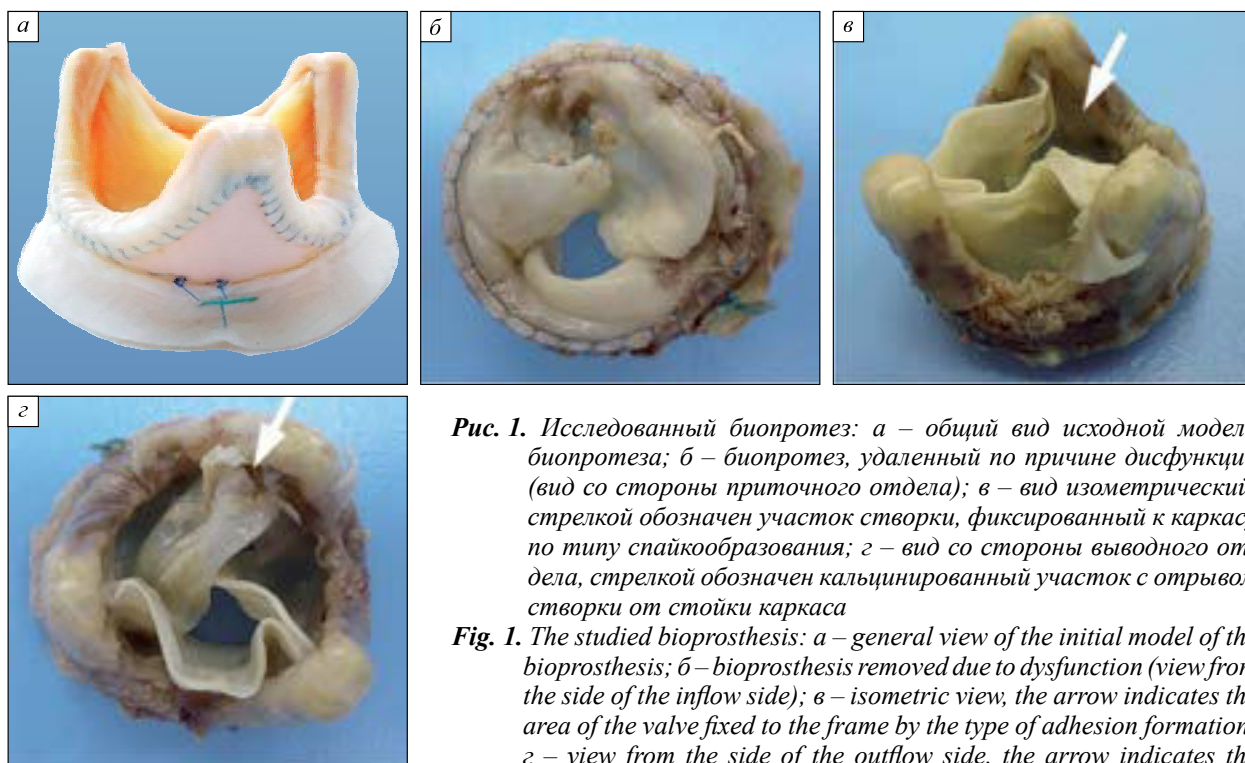 а
б
в
г
Рис. 1. Исследованный биопротез: а – общий вид исходной модел
биопротеза; б – биопротез, удаленный по причине дисфункци
(вид со стороны приточного отдела); в – вид изометрический
стрелкой обозначен участок створки, фиксированный к каркас
по типу спайкообразования; г – вид со стороны выводного от
дела, стрелкой обозначен кальцинированный участок с отрыво
створки от стойки каркаса
Fig. 1. The studied bioprosthesis: a – general view of the initial model of th
bioprosthesis; б – bioprosthesis removed due to dysfunction (view from
the side of the inflow side); в – isometric view, the arrow indicates th
area of the valve fixed to the frame by the type of adhesion formation
г – view from the side of the outflow side, the arrow indicates th